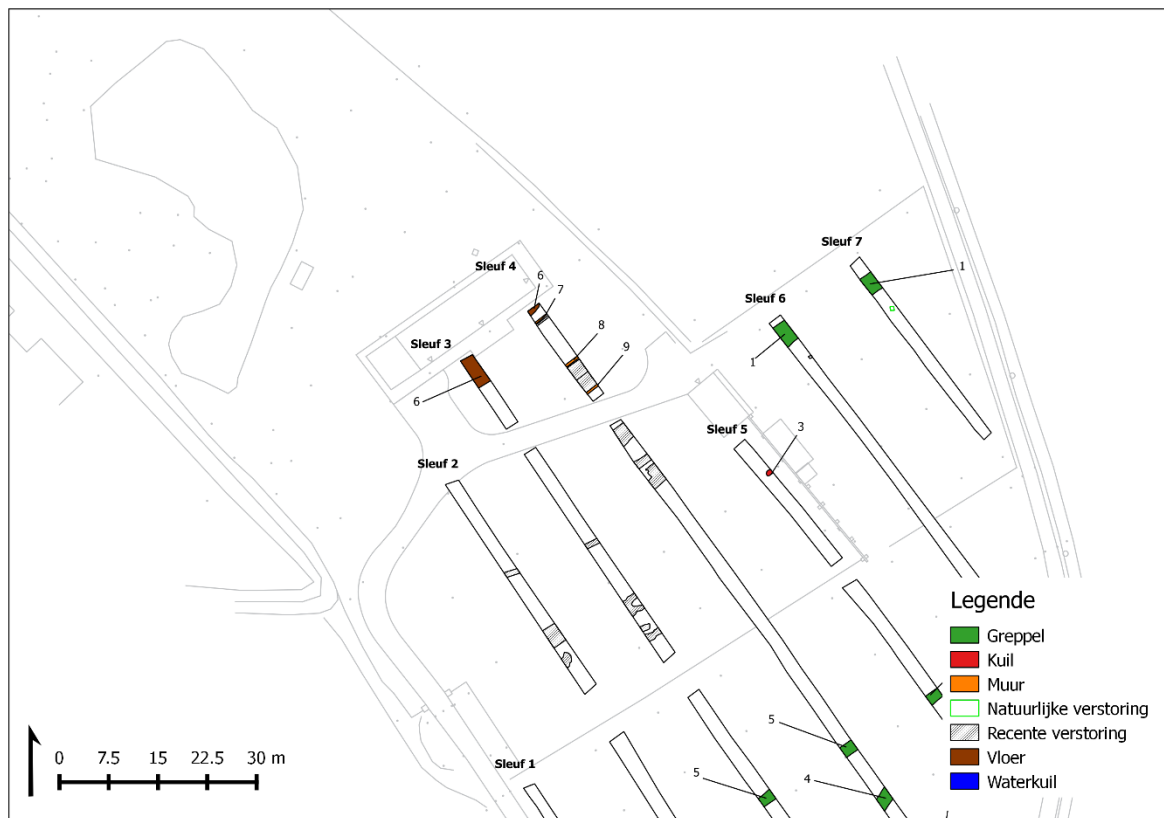 Sleuf 7
1
Sleuf 4
6
7
Sleuf 6
8
Sleuf 3
9
1
6
Sleuf 5
3
Sleuf 2
Legende
Greppel
Kuil
Muur
Natuurlijke verstoring
Recente verstoring
Vloer
Waterkuil
5
Sleuf 1
5
4
0 7.5 15 22.5 30 m